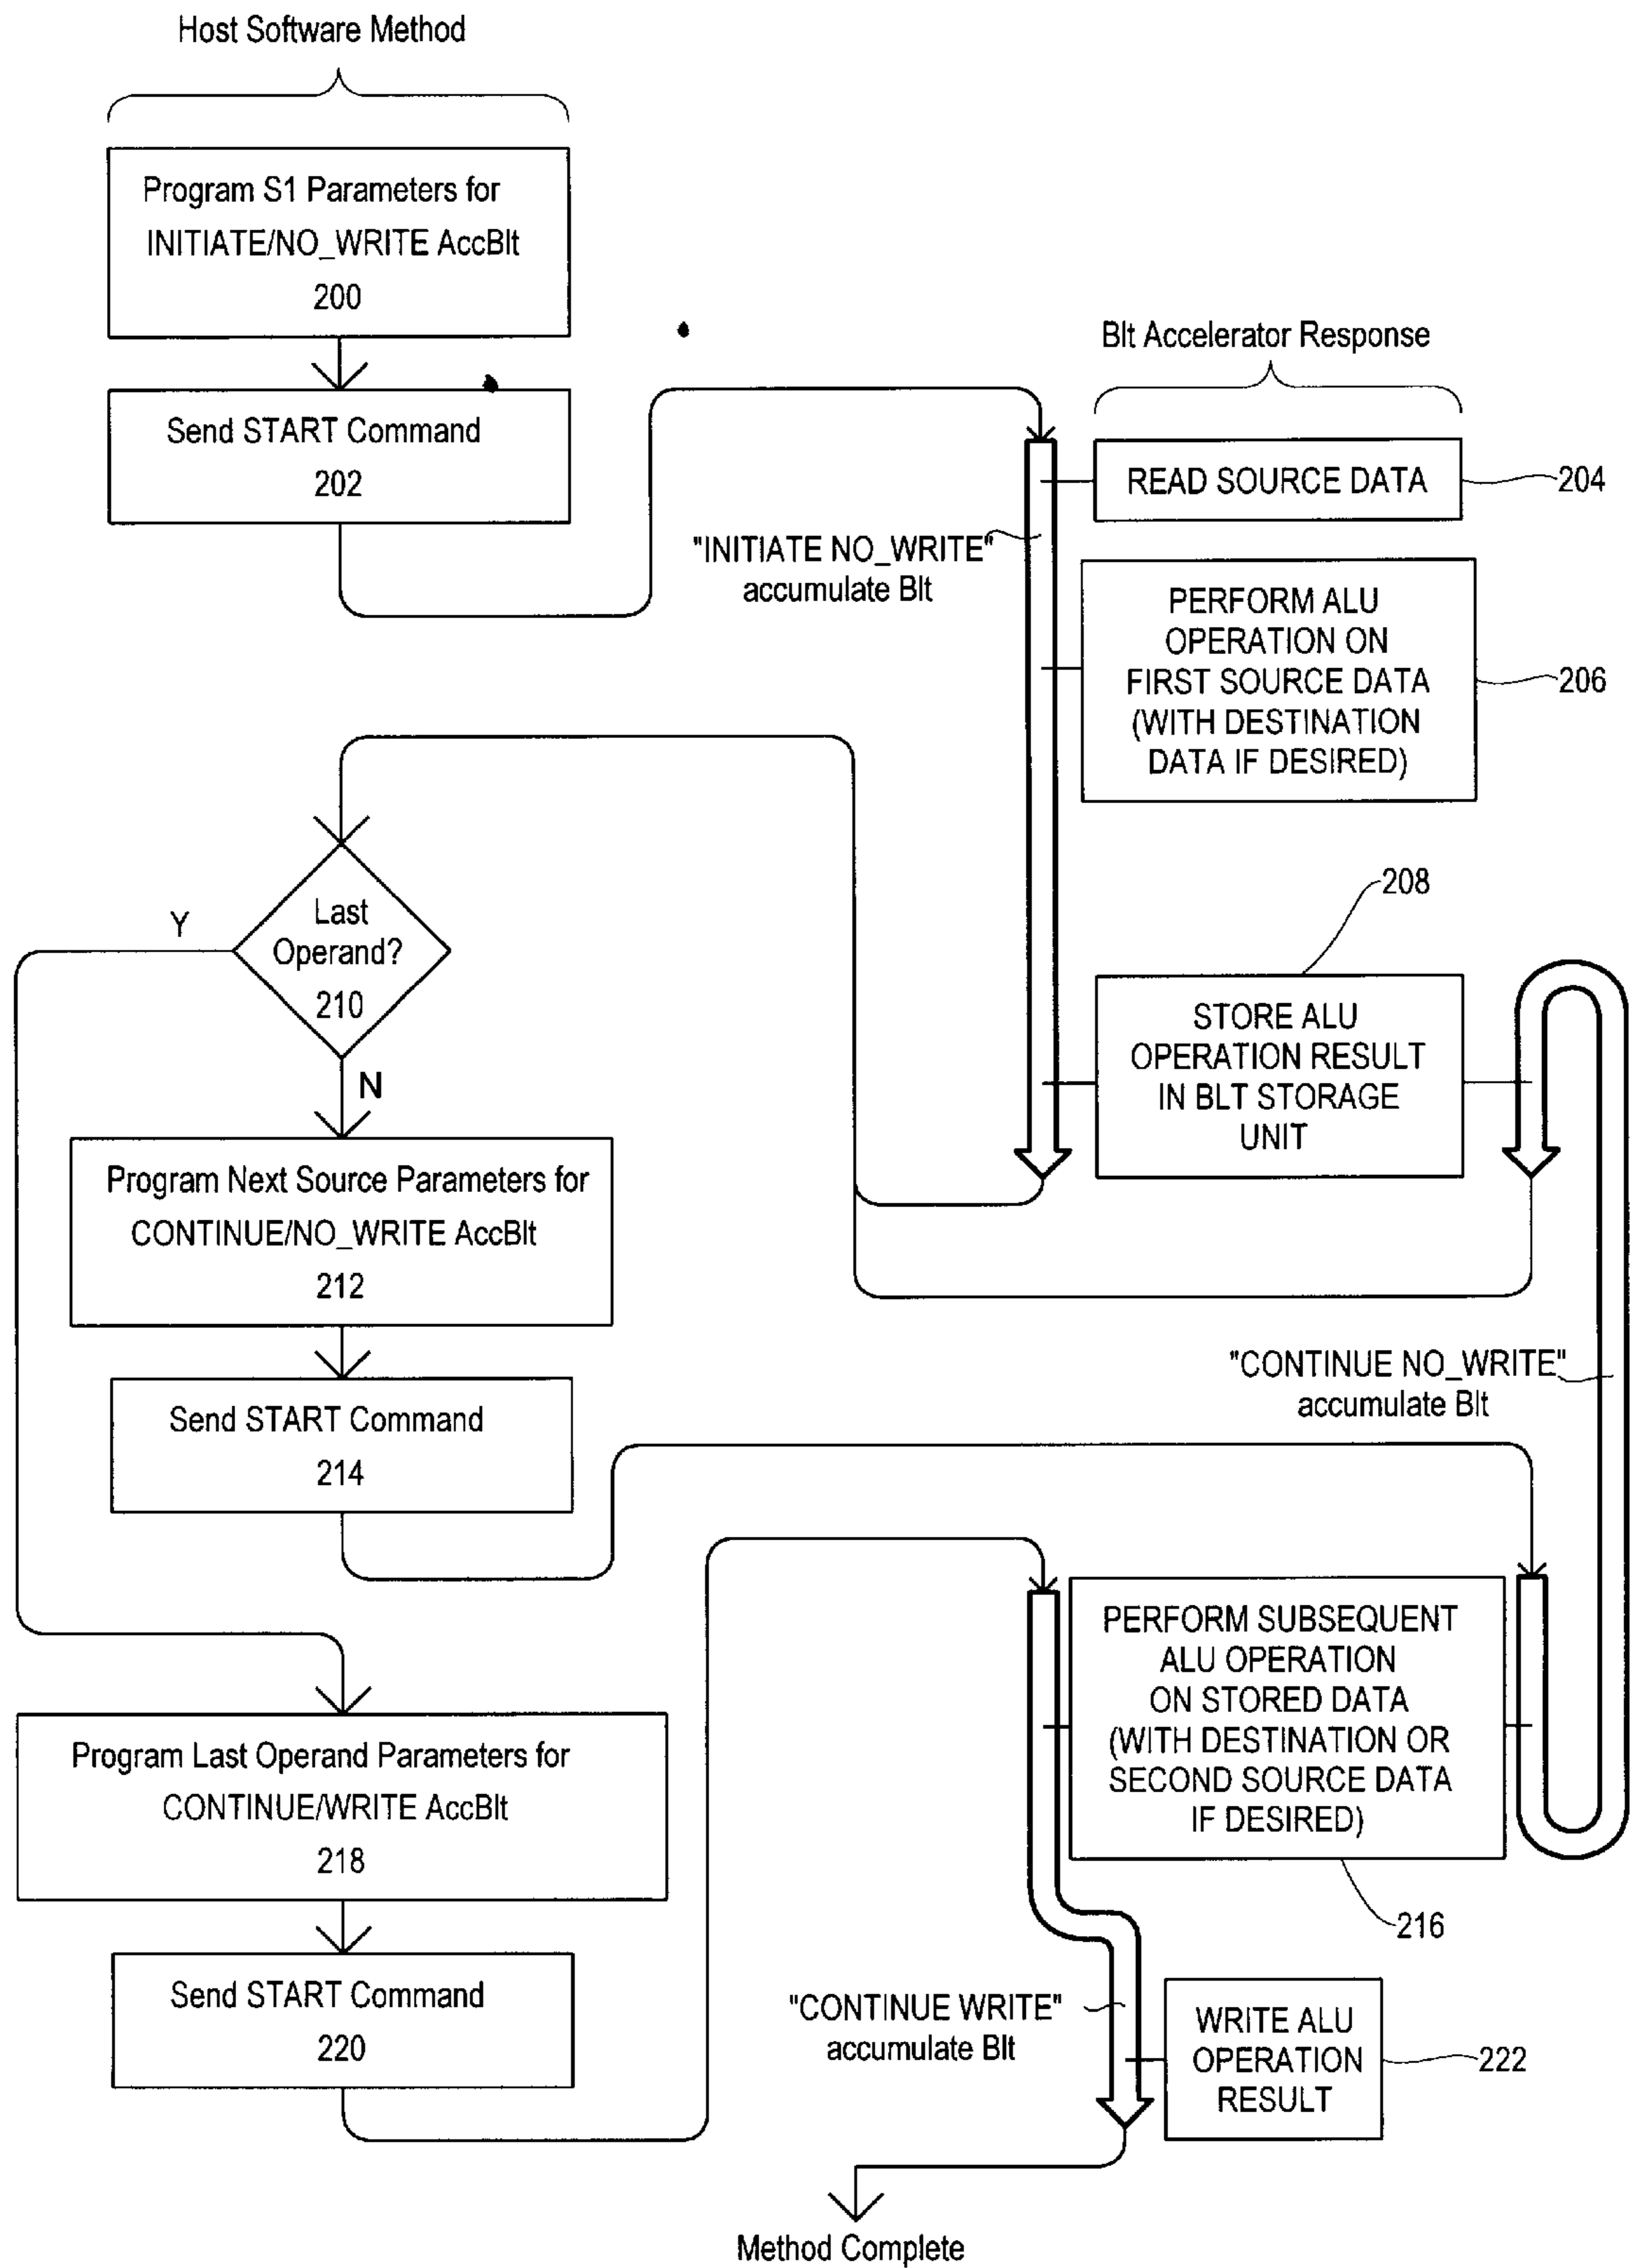 Host Software Method
Program S1 Parameters for
INITIATE/NO_WRITE AccBlt
200
Send START Command
202
Blt Accelerator Response
READ SOURCE DATA
204
"INITIATE NO_WRITE"
accumulate Blt
PERFORM ALU
OPERATION ON
FIRST SOURCE DATA
(WITH DESTINATION
DATA IF DESIRED)
206
208
Y
Last
Operand?
210
N
STORE ALU
OPERATION RESULT
IN BLT STORAGE
UNIT
Program Next Source Parameters for
CONTINUE/NO_WRITE AccBlt
212
"CONTINUE NO_WRITE"
accumulate Blt
Send START Command
214
PERFORM SUBSEQUENT
ALU OPERATION
ON STORED DATA
(WITH DESTINATION OR
SECOND SOURCE DATA
IF DESIRED)
216
Program Last Operand Parameters for
CONTINUE/WRITE AccBlt
218
Send START Command
220
"CONTINUE WRITE"
accumulate Blt
WRITE ALU
OPERATION
RESULT
222
Method Complete